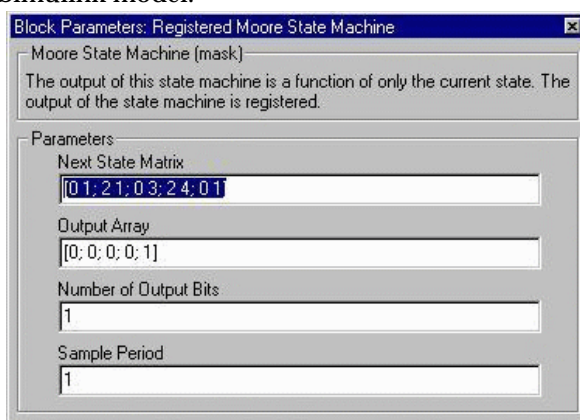 Simulink model.
Block Parameters: Registered Moore State Machine
Moore State Machine (mask)
The output of this state machine is a function of only the current state. The
output of the state machine is registered.
Parameters
Next State Matrix
[0 1; 2 1; 0 3; 2 4; 0 1]
Output Array
[0; 0; 0; 0; 1]
Number of Output Bits
1
Sample Period
1